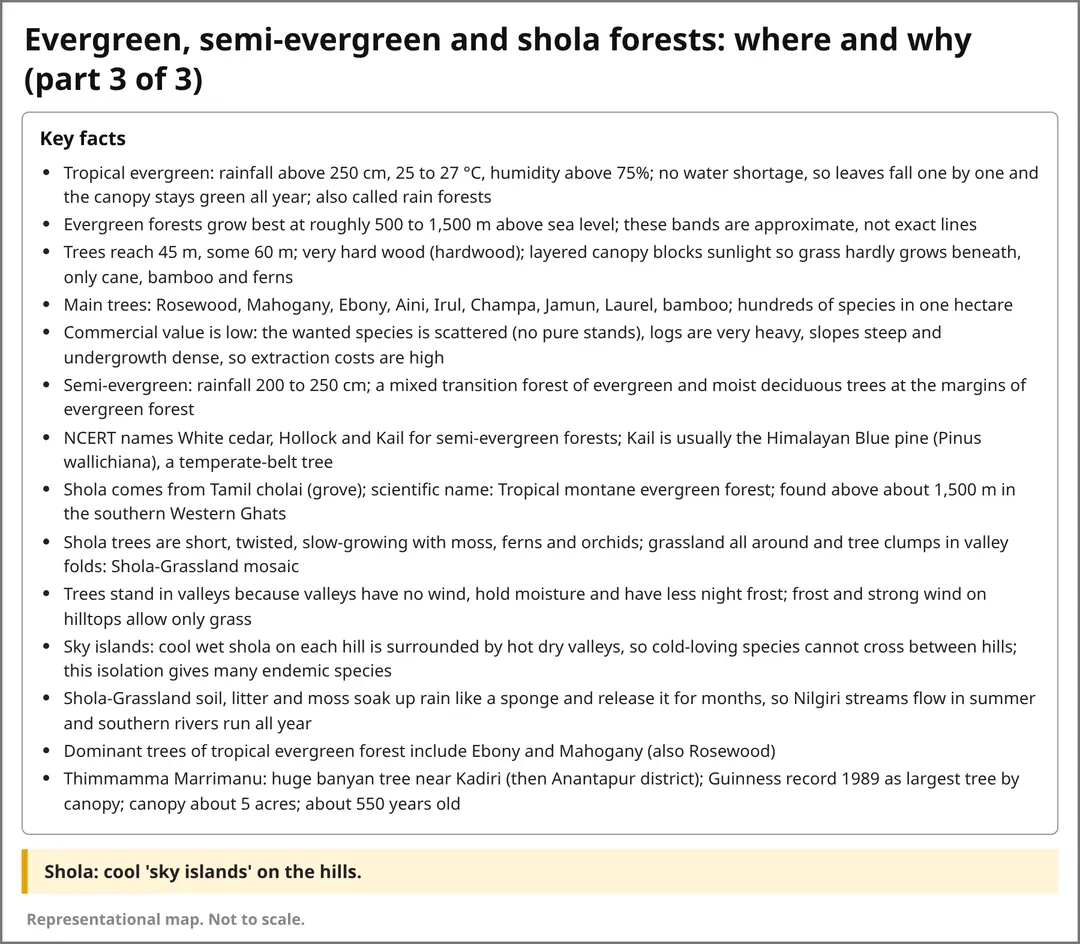 Evergreen, semi-evergreen and shola forests: where and why
(part 3 of 3)
Key facts
• Tropical evergreen: rainfall above 250 cm, 25 to 27 °C, humidity above 75%; no water shortage, so leaves fall one by one and
the canopy stays green all year; also called rain forests
• Evergreen forests grow best at roughly 500 to 1,500 m above sea level; these bands are approximate, not exact lines
• Trees reach 45 m, some 60 m; very hard wood (hardwood); layered canopy blocks sunlight so grass hardly grows beneath,
only cane, bamboo and ferns
• Main trees: Rosewood, Mahogany, Ebony, Aini, Irul, Champa, Jamun, Laurel, bamboo; hundreds of species in one hectare
• Commercial value is low: the wanted species is scattered (no pure stands), logs are very heavy, slopes steep and
undergrowth dense, so extraction costs are high
• Semi-evergreen: rainfall 200 to 250 cm; a mixed transition forest of evergreen and moist deciduous trees at the margins of
evergreen forest
• NCERT names White cedar, Hollock and Kail for semi-evergreen forests; Kail is usually the Himalayan Blue pine (Pinus
wallichiana), a temperate-belt tree
• Shola comes from Tamil cholai (grove); scientific name: Tropical montane evergreen forest; found above about 1,500 m in
the southern Western Ghats
• Shola trees are short, twisted, slow-growing with moss, ferns and orchids; grassland all around and tree clumps in valley
folds: Shola-Grassland mosaic
• Trees stand in valleys because valleys have no wind, hold moisture and have less night frost; frost and strong wind on
hilltops allow only grass
• Sky islands: cool wet shola on each hill is surrounded by hot dry valleys, so cold-loving species cannot cross between hills;
this isolation gives many endemic species
• Shola-Grassland soil, litter and moss soak up rain like a sponge and release it for months, so Nilgiri streams flow in summer
and southern rivers run all year
• Dominant trees of tropical evergreen forest include Ebony and Mahogany (also Rosewood)
• Thimmamma Marrimanu: huge banyan tree near Kadiri (then Anantapur district); Guinness record 1989 as largest tree by
canopy; canopy about 5 acres; about 550 years old
Shola: cool 'sky islands' on the hills.
Representational map. Not to scale.